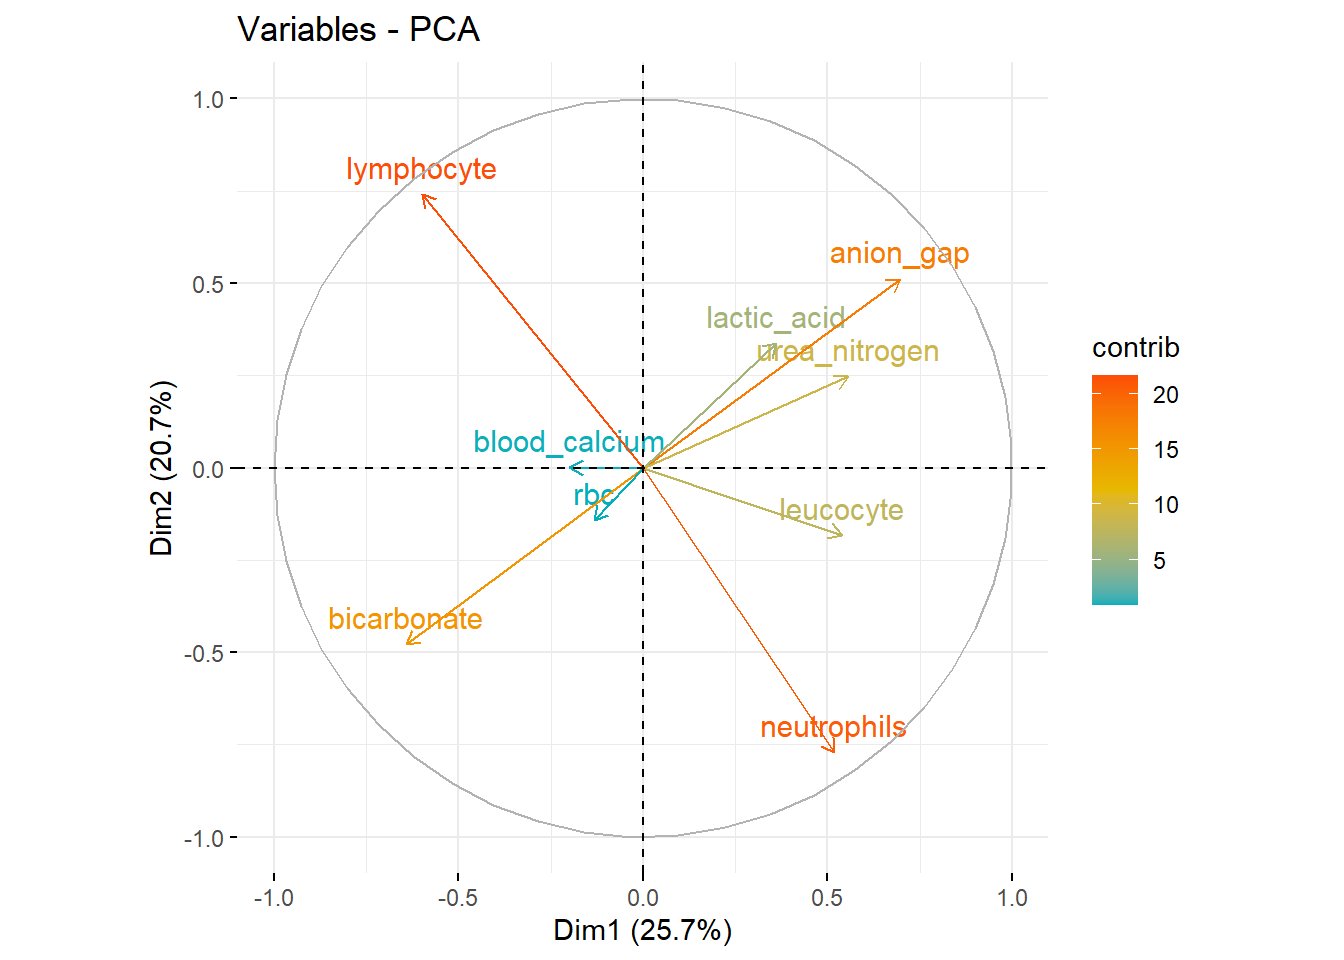 Variables - PCA
1.0
lymphocyte
anion_gap
0.5
lactic_acid
urea_nitrogen
blood_calcium
0.0
rbc
leucocyte
bicarbonate
-0.5
neutrophils
-1.0
-1.0 -0.5 0.0 0.5 1.0
Dim1 (25.7%)
Dim2 (20.7%)
contrib
20
15
10
5